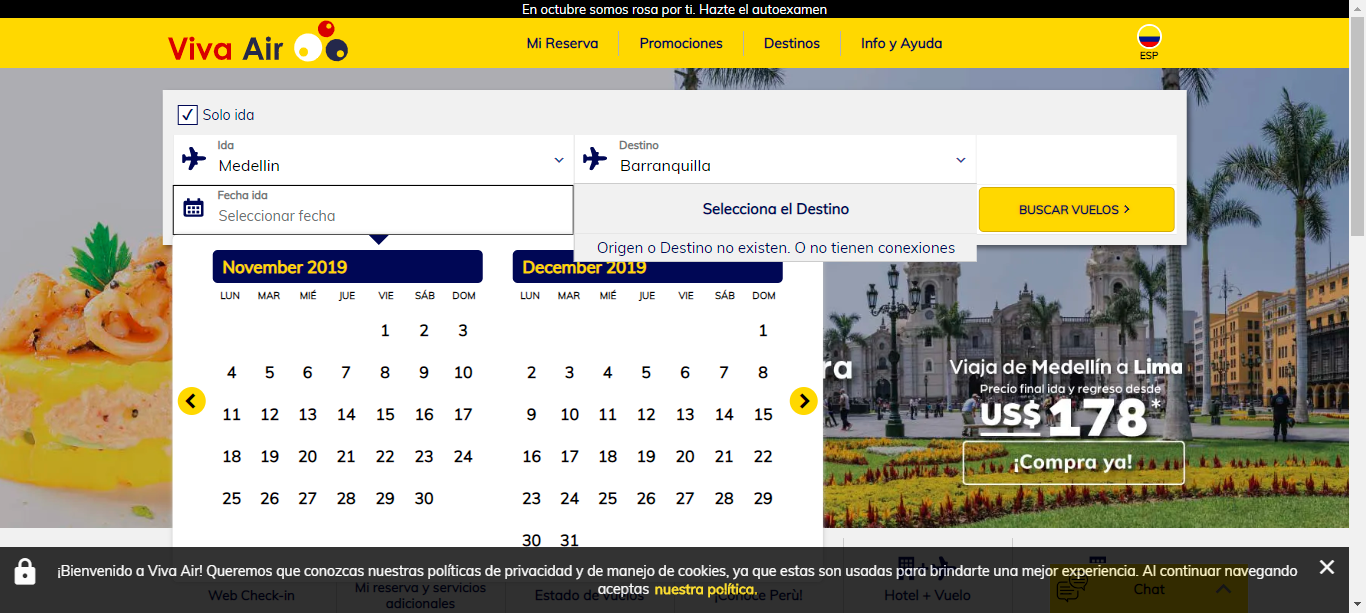 En octubre somos rosa por ti. Hazte el autoexamen
Viva Air
Mi Reserva
Promociones
Destinos
Info y Ayuda
ESP
Solo ida
Ida
Medellin
Destino
Barranquilla
Fecha ida
Seleccionar fecha
Selecciona el Destino
BUSCAR VUELOS >
Origen o Destino no existen. O no tienen conexiones
November 2019
LUN MAR MIÉ JUE VIE SÁB DOM
1 2 3
4 5 6 7 8 9 10
11 12 13 14 15 16 17
18 19 20 21 22 23 24
25 26 27 28 29 30
December 2019
LUN MAR MIÉ JUE VIE SÁB DOM
1
2 3 4 5 6 7 8
9 10 11 12 13 14 15
16 17 18 19 20 21 22
23 24 25 26 27 28 29
30 31
ra
Viaja de Medellín a Lima
Precio final ida y regreso desde
US$ 178*
¡Compra ya!
¡Bienvenido a Viva Air! Queremos que conozcas nuestras políticas de privacidad y de manejo de cookies, ya que estas son usadas para brindarte una mejor experiencia. Al continuar navegando
aceptas nuestra política.
Web Check-in
Mi reserva y servicios
adicionales
Estado de vuelos
¡Conoce Perù!
Hotel + Vuelo
Chat